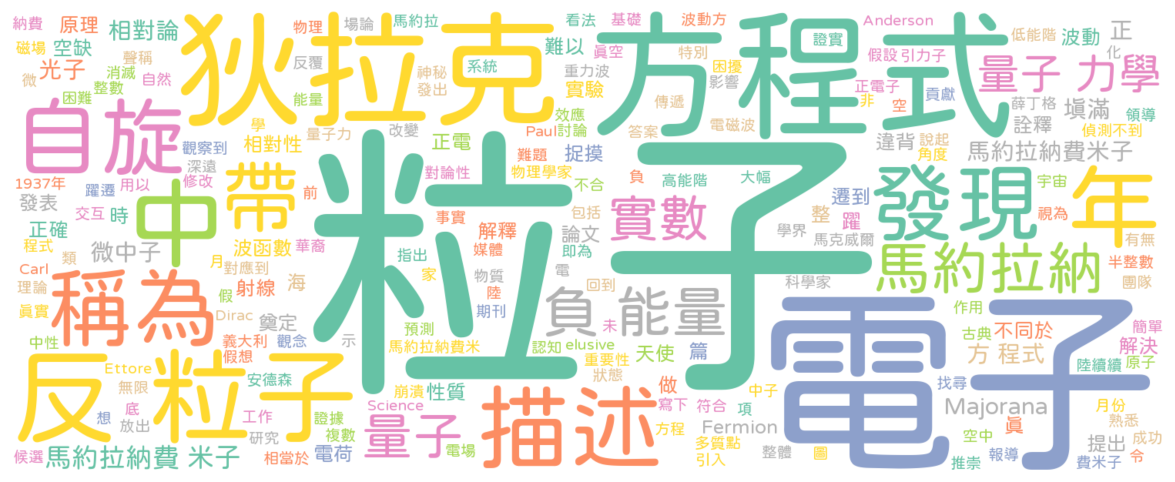 納費 原理 相對論 狄拉克 物理 場論 馬約拉 看法 基礎 波動方 Anderson 低能階 波動 正
磁場 空缺 聲稱 反覆 難以 真空 特別 方程式 證實 假設 引力子 量子 力學 化
微 光子 消滅 自然 神秘 系統 重力波 困擾
困難 整數 能量 發出 實驗 影響 正電子 非 空 貢獻 薛丁格 填滿 領導
自旋 學 量子力 改變 正電 效應 傳遞 電磁波 說起 詮釋 偵測不到
觀察到 相對性 Paul 討論 答案 違背 角度 馬約拉納費米子
深遠 對論性 難題 捉摸
1937年 躍遷 用以 修改 帶 前 物理學家 不合 負 高能階 大幅 遷到 發現 宇宙 年
發表 交互 時 中 粒子 事實 包括 實數 整 躍 視為
正確 微中子 波函數 華裔 指出 解釋 論文 學界 馬克威爾 有無
程式 類 月 對應到 家 媒體 即為 電 科學家 馬約拉納 半整數
Carl 理論 稱為 射線 海 物質 陸 回到 團隊
真實 假 Dirac 奠定 期刊 負 能量 作用 簡單
中性 義大利 觀念 示 預測 未 電子 古典 不同於 解決
Ettore 假想 馬約拉納費米 認知 elusive 重要性 天使 篇 方 程式 陸續續 原子
反粒子 無限 安德森 崩潰 性質 狀態 中子 做 找尋
想 底 放出 工作 證據 Science 描述 寫下 符合 項 Majorana 真 月份
研究 複數 量子 方程 Fermion 提出 熟悉
候選 馬約拉納費 米子 相當於 電荷 電場 多質點 引入 整體 圖 空中 推崇 報導 費米子 成功 令